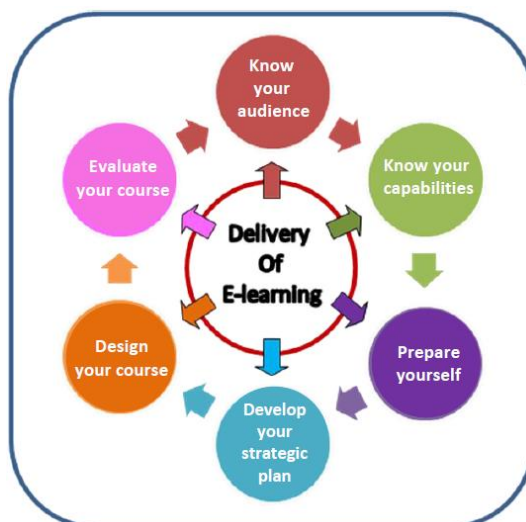 Know
your
audience
Know your
capabilities
Prepare
yourself
Develop
your
strategic
plan
Design
your course
Evaluate
your course
Delivery
Of
E-learning